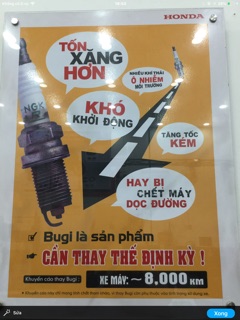 HONDA
TỐN
XĂNG
HƠN
NHIỀU KHÍ THẢI
Ô NHIỄM
MÔI TRƯỜNG
NGK
KHÓ
KHỞI ĐỘNG
TĂNG TỐC
KÉM
HAY BỊ
CHẾT MÁY
DỌC ĐƯỜNG
Bugi là sản phẩm
CẦN THAY THẾ ĐỊNH KỲ !
Khuyến cáo thay Bugi :
XE MÁY: ~ 8,000 KM
Sửa
Xong